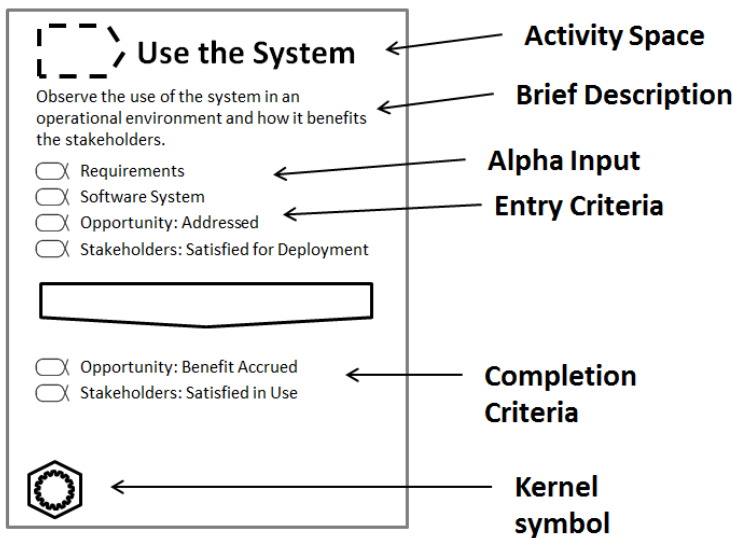 Use the System
Activity Space
Observe the use of the system in an
operational environment and how it benefits
the stakeholders.
Brief Description
Requirements
Alpha Input
Software System
Entry Criteria
Opportunity: Addressed
Stakeholders: Satisfied for Deployment
Opportunity: Benefit Accrued
Stakeholders: Satisfied in Use
Completion
Criteria
Kernel
symbol